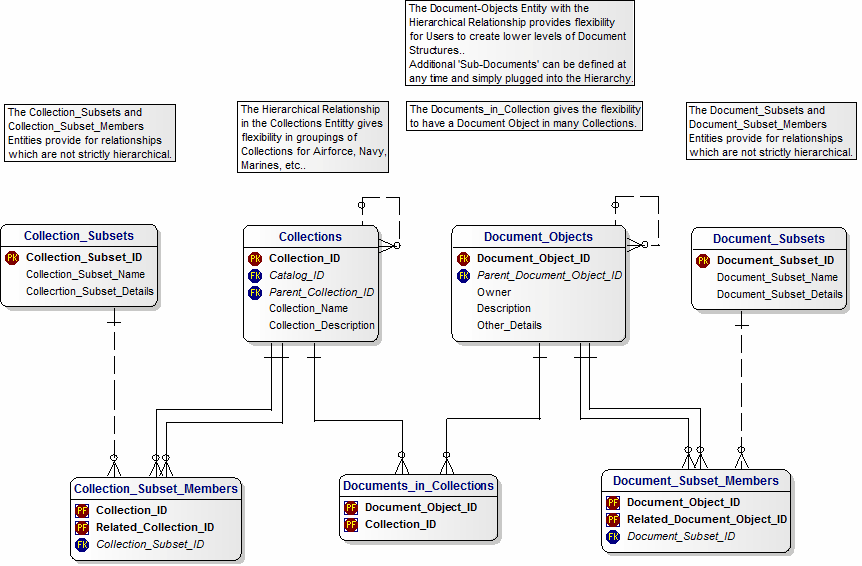 The Document-Objects Entity with the
Hierarchical Relationship provides flexibility
for Users to create lower levels of Document
Structures..
Additional 'Sub-Documents' can be defined at
any time and simply plugged into the Hierarchy.
The Collection_Subsets and
Collection_Subset_Members
Entities provide for relationships
which are not strictly hierarchical.
The Hierarchical Relationship
in the Collections Entitty gives
flexibility in groupings of
Collections for Airforce, Navy,
Marines, etc..
The Documents_in_Collection gives the flexibility
to have a Document Object in many Collections.
The Document_Subsets and
Document_Subset_Members
Entities provide for relationships
which are not strictly hierarchical.
Collection_Subsets
PK Collection_Subset_ID
Collection_Subset_Name
Collecrtion_Subset_Details
Collections
PK Collection_ID
FK Catalog_ID
FK Parent_Collection_ID
Collection_Name
Collection_Description
Document_Objects
PK Document_Object_ID
FK Parent_Document_Object_ID
Owner
Description
Other_Details
Document_Subsets
PK Document_Subset_ID
Document_Subset_Name
Document_Subset_Details
Collection_Subset_Members
PF Collection_ID
PF Related_Collection_ID
FK Collection_Subset_ID
Documents_in_Collections
PF Document_Object_ID
PF Collection_ID
Document_Subset_Members
PF Document_Object_ID
PF Related_Document_Object_ID
FK Document_Subset_ID